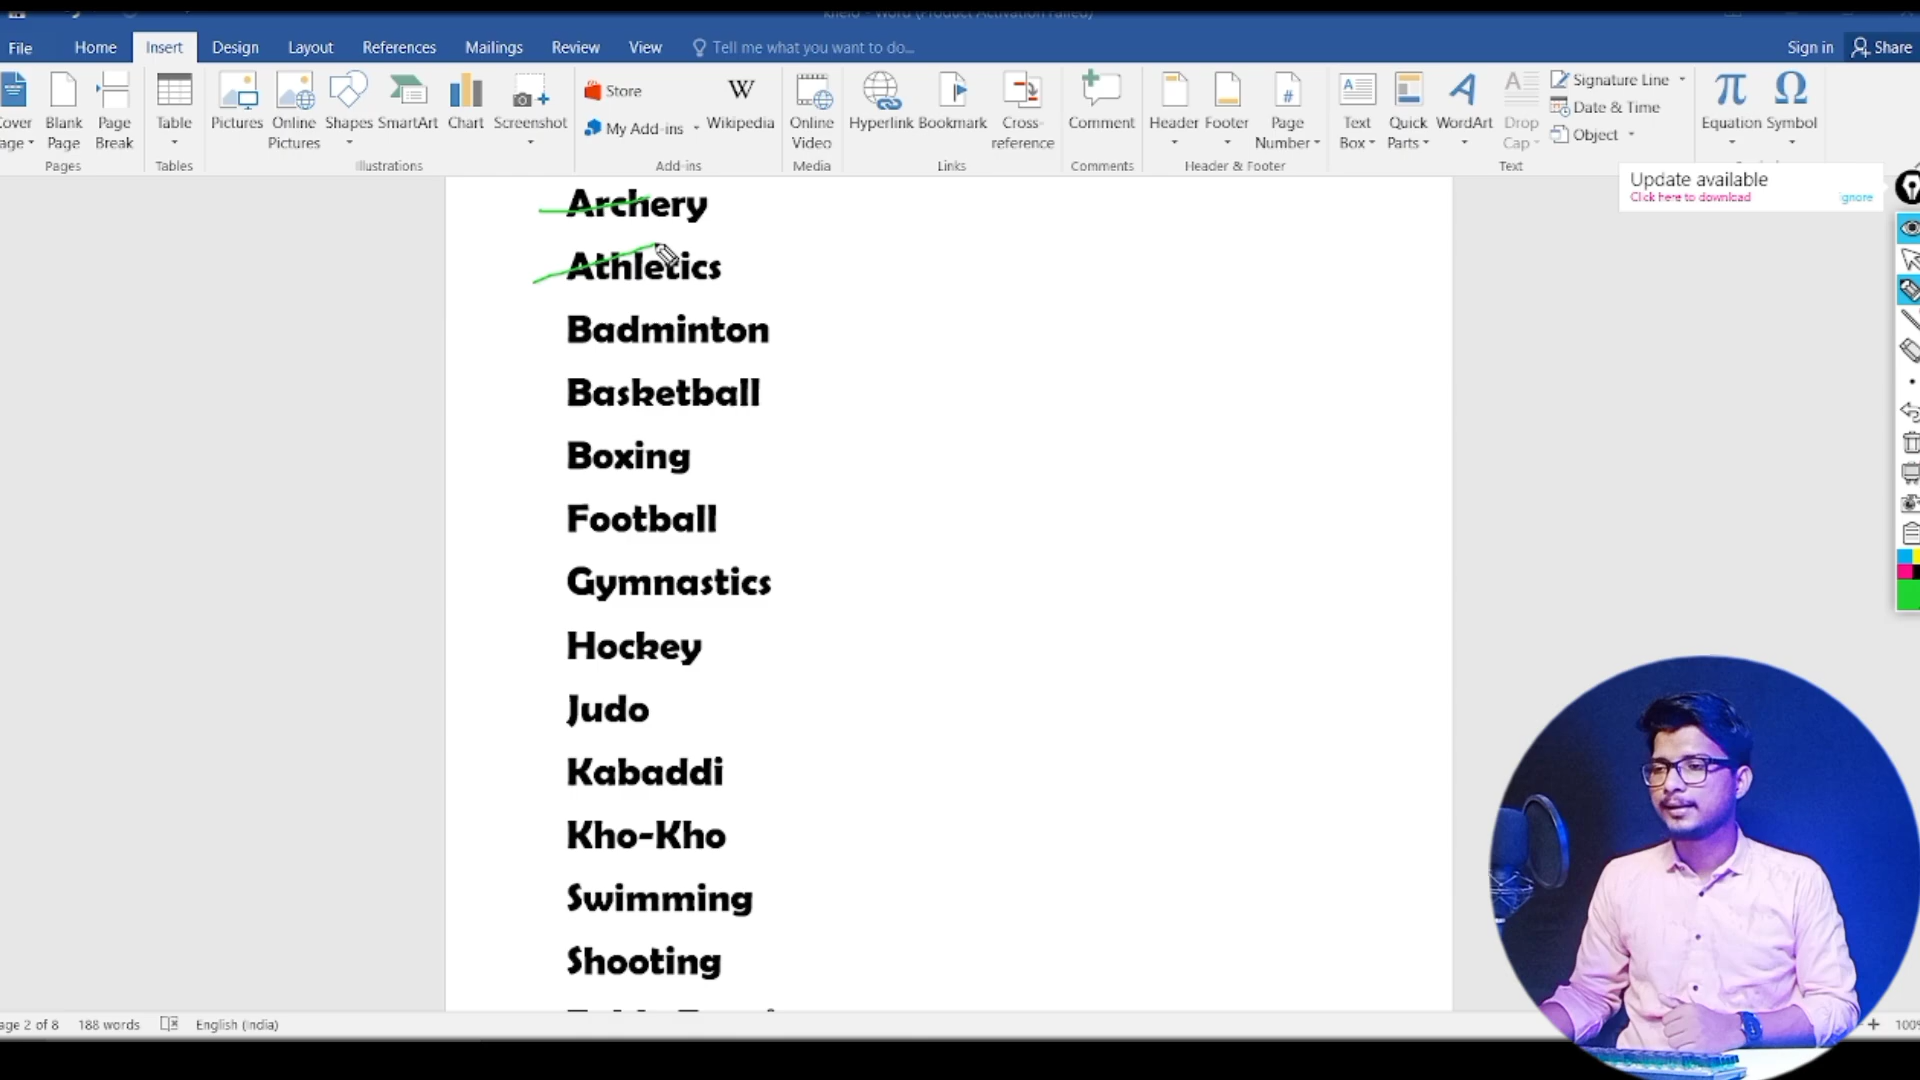 File Home Insert Design Layout References Mailings Review View Tell me what you want to do... Sign in Share
Blank Page
Page Break
Table
Pictures
Online Pictures
Shapes
SmartArt
Chart
Screenshot
Store
My Add-ins
Wikipedia
Online Video
Hyperlink
Bookmark
Cross-reference
Comment
Header
Footer
Page Number
Text Box
Quick Parts
WordArt
Drop Cap
Signature Line
Date & Time
Object
Equation
Symbol
Pages Tables Illustrations Add-ins Media Links Comments Header & Footer Text
Update available
Click here to download
Archery
Athletics
Badminton
Basketball
Boxing
Football
Gymnastics
Hockey
Judo
Kabaddi
Kho-Kho
Swimming
Shooting
age 2 of 8 188 words English (India) 100%